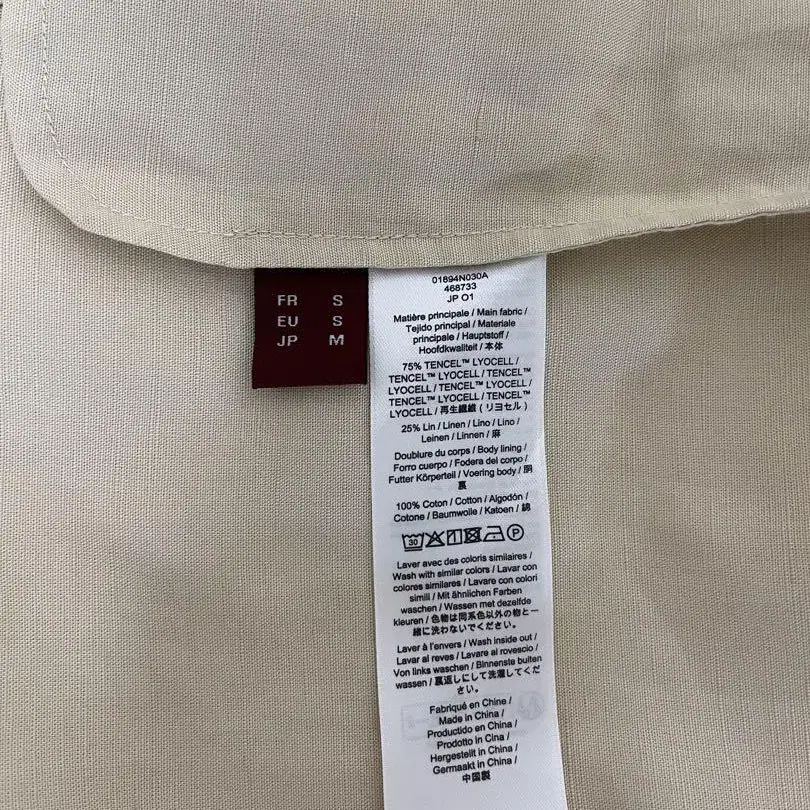 FR S
EU S
JP M
01894N030A
468733
JP O1
Matière principale / Main fabric /
Tejido principal / Materiale
principale / Hauptstoff /
Hoofdkwaliteit / 本体
75% TENCEL™ LYOCELL /
TENCEL™ LYOCELL / TENCEL™
LYOCELL / TENCEL™ LYOCELL /
TENCEL™ LYOCELL / TENCEL™
LYOCELL / 再生繊維 (リヨセル)
25% Lin / Linen / Lino / Lino /
Leinen / Linnen / 麻
Doublure du corps / Body lining /
Forro cuerpo / Fodera del corpo /
Futter Körperteil / Voering body / 胴
裏
100% Coton / Cotton / Algodón /
Cotone / Baumwolle / Katoen / 綿
30 P
Laver avec des coloris similaires /
Wash with similar colors / Lavar con
colores similares / Lavare con colori
simili / Mit ähnlichen Farben
waschen / Wassen met dezelfde
kleuren / 色物は同系色以外の物と一
緒に洗わないでください。
Laver à l'envers / Wash inside out /
Lavar al reves / Lavare al rovescio /
Von links waschen / Binnenste buiten
wassen / 裏返しにして洗濯してくだ
さい。
Fabriqué en Chine /
Made in China /
Productido en China /
Prodotto in Cina /
Hergestellt in China /
Germaakt in China /
中国製